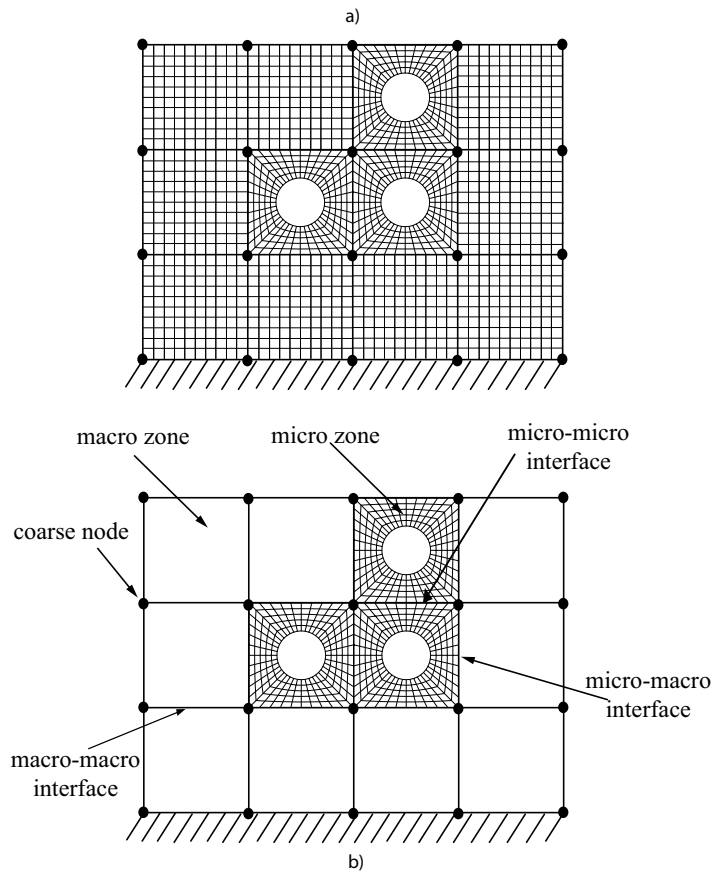 a)
macro zone
micro zone
micro-micro
interface
coarse node
micro-macro
interface
macro-macro
interface
b)